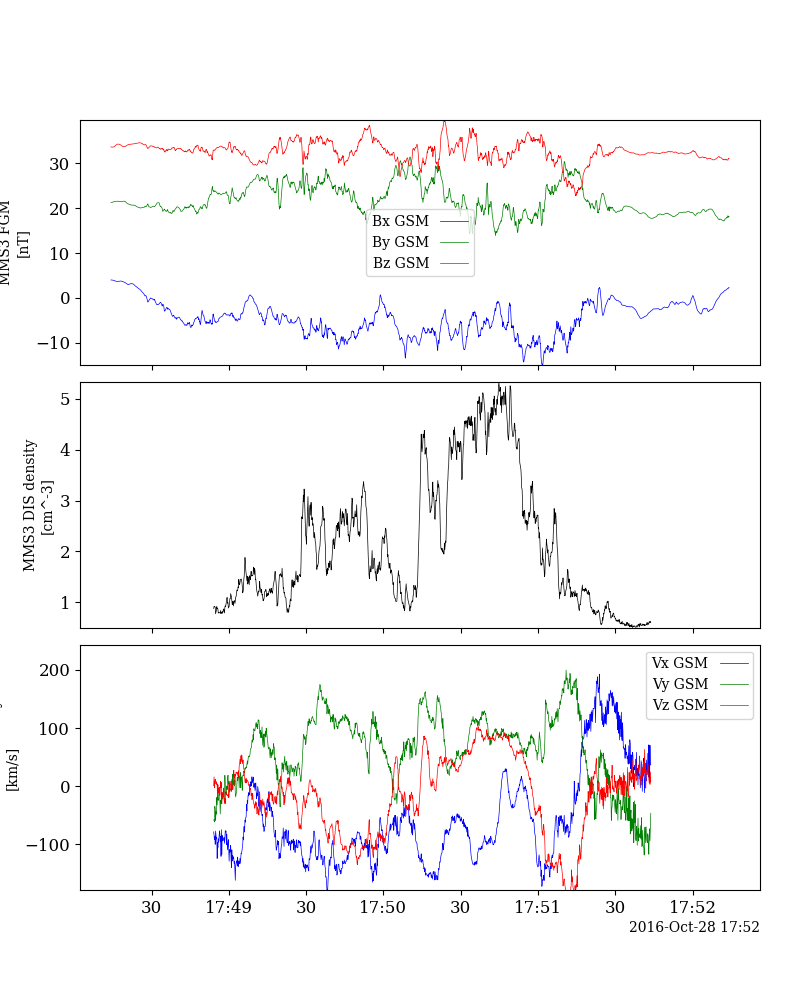 30
20
10
0
−10
MMS3 FGM
[nT]
Bx GSM
By GSM
Bz GSM
5
4
3
2
1
MMS3 DIS density
[cm^-3]
200
100
0
−100
[km/s]
Vx GSM
Vy GSM
Vz GSM
30 17:49 30 17:50 30 17:51 30 17:52
2016-Oct-28 17:52